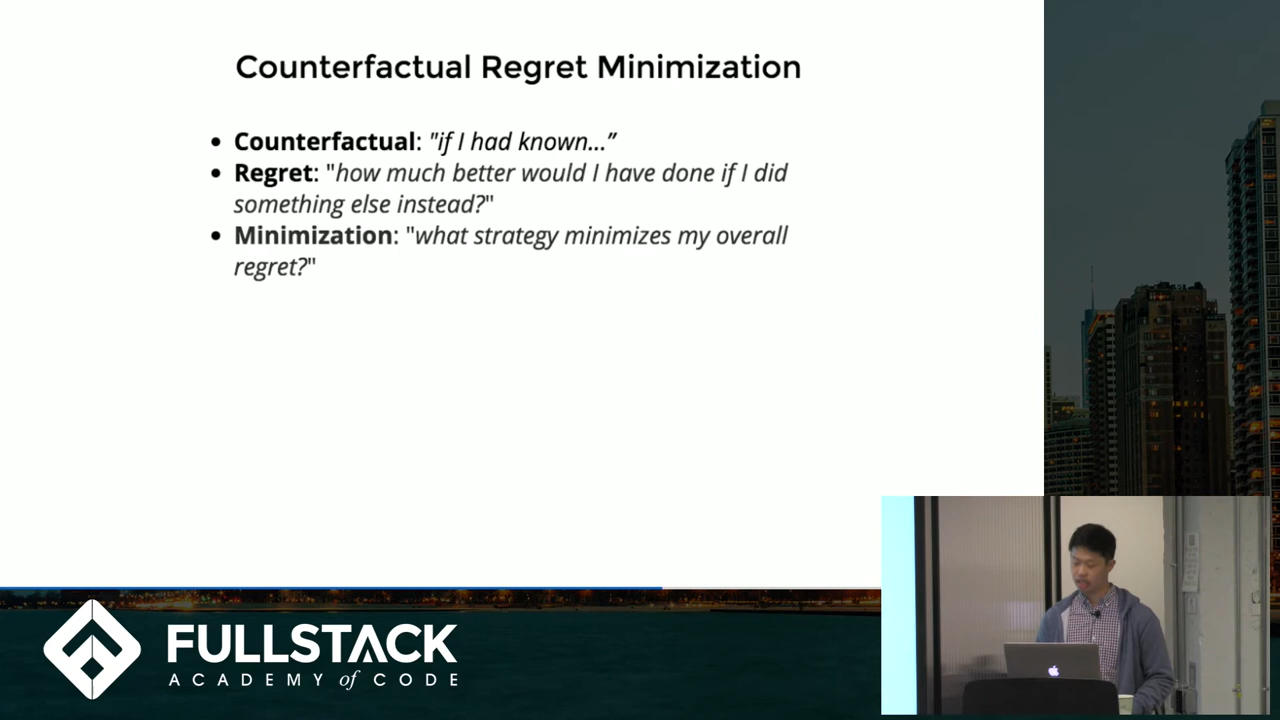 Counterfactual Regret Minimization
• Counterfactual: "if I had known...”
• Regret: "how much better would I have done if I did
something else instead?"
• Minimization: "what strategy minimizes my overall
regret?"
FULLSTACK
ACADEMY of CODE